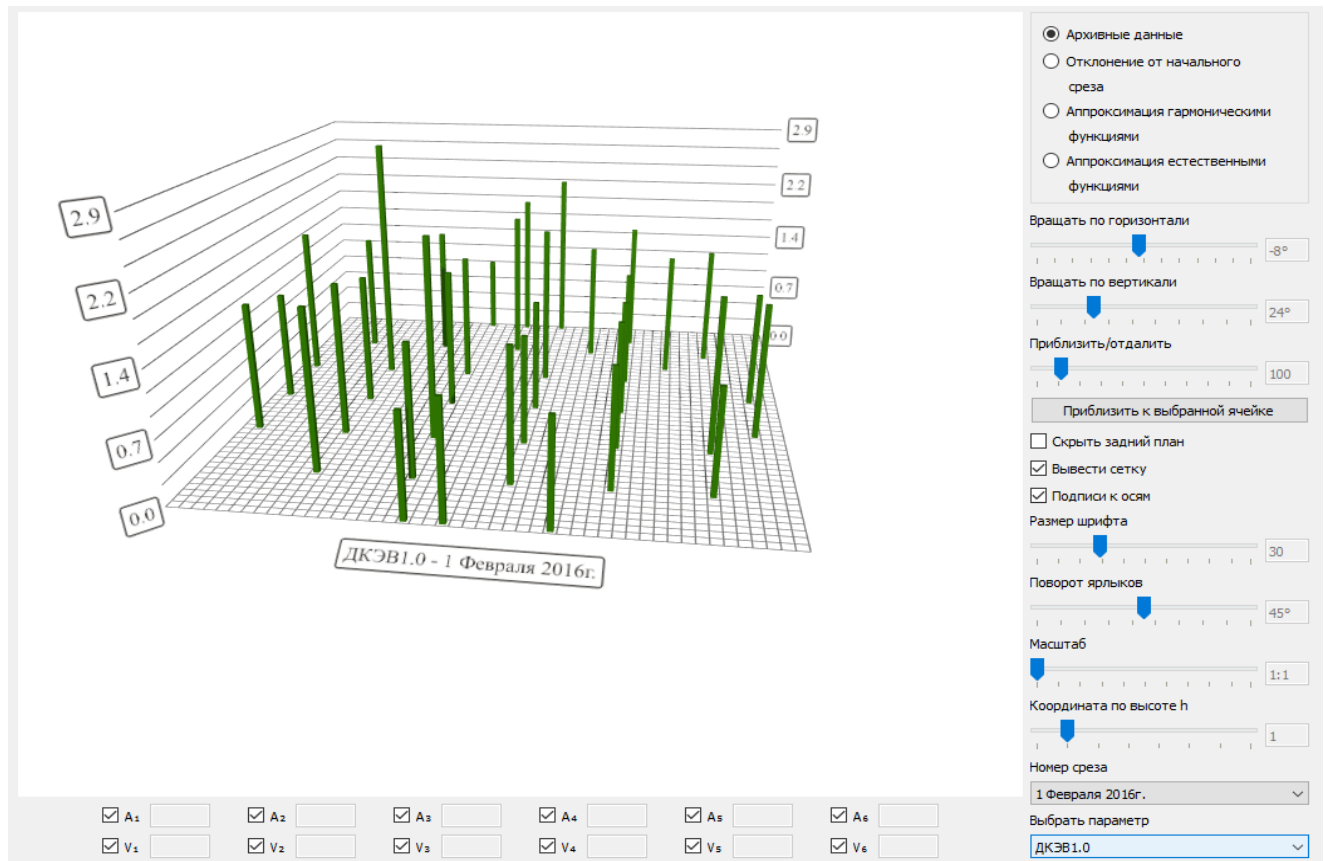 2.9
2.2
1.4
0.7
0.0
2.9
2.2
1.4
0.7
0.0
ДКЭВ1.0 - 1 Февраля 2016г.
A₁
A₂
A₃
A₄
A₅
A₆
V₁
V₂
V₃
V₄
V₅
V₆
Архивные данные
Отклонение от начального
среза
Аппроксимация гармоническими
функциями
Аппроксимация естественными
функциями
Вращать по горизонтали
-8°
Вращать по вертикали
24°
Приблизить/отдалить
100
Приблизить к выбранной ячейке
Скрыть задний план
Вывести сетку
Подписи к осям
Размер шрифта
30
Поворот ярлыков
45°
Масштаб
1:1
Координата по высоте h
1
Номер среза
1 Февраля 2016г.
Выбрать параметр
ДКЭВ1.0